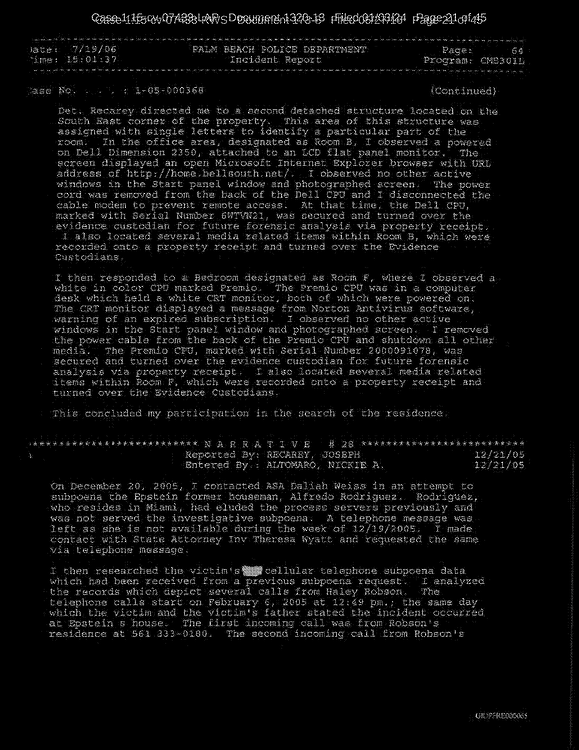 Date: 7/19/06 PALM BEACH POLICE DEPARTMENT Page: 64
Time: 15:01:37 Incident Report Program: CMS301L
Case No. . . . : 1-05-000368 (Continued)
Det. Recarey directed me to a second detached structure located on the
South East corner of the property. This area of this structure was
assigned with single letters to identify a particular part of the
room. In the office area, designated as Room B, I observed a powered
on Dell Dimension 2350, attached to an LCD flat panel monitor. The
screen displayed an open Microsoft Internet Explorer browser with URL
address of http://home.bellsouth.net/. I observed no other active
windows in the Start panel window and photographed screen. The power
cord was removed from the back of the Dell CPU and I disconnected the
cable modem to prevent remote access. At that time, the Dell CPU,
marked with Serial Number 6WTVN21, was secured and turned over the
evidence custodian for future forensic analysis via property receipt.
I also located several media related items within Room B, which were
recorded onto a property receipt and turned over the Evidence
Custodians.
I then responded to a Bedroom designated as Room F, where I observed a
white in color CPU marked Premio. The Premio CPU was in a computer
desk which held a white CRT monitor, both of which were powered on.
The CRT monitor displayed a message from Norton Antivirus software,
warning of an expired subscription. I observed no other active
windows in the Start panel window and photographed screen. I removed
the power cable from the back of the Premio CPU and shutdown all other
media. The Premio CPU, marked with Serial Number 2000091078, was
secured and turned over the evidence custodian for future forensic
analysis via property receipt. I also located several media related
items within Room F, which were recorded onto a property receipt and
turned over the Evidence Custodians.
This concluded my participation in the search of the residence.
N A R R A T I V E # 28
Reported By: RECAREY, JOSEPH 12/21/05
Entered By.: ALTOMARO, NICKIE A. 12/21/05
On December 20, 2005, I contacted ASA Daliah Weiss in an attempt to
subpoena the Epstein former houseman, Alfredo Rodriguez. Rodriguez,
who resides in Miami, had eluded the process servers previously and
was not served the investigative subpoena. A telephone message was
left as she is not available during the week of 12/19/2005. I made
contact with State Attorney Inv Theresa Wyatt and requested the same
via telephone message.
I then researched the victim's cellular telephone subpoena data
which had been received from a previous subpoena request. I analyzed
the records which depict several calls from Haley Robson. The
telephone calls start on February 6, 2005 at 12:49 pm.; the same day
which the victim and the victim's father stated the incident occurred
at Epstein s house. The first incoming call was from Robson's
residence at 561 333-0180. The second incoming call from Robson's